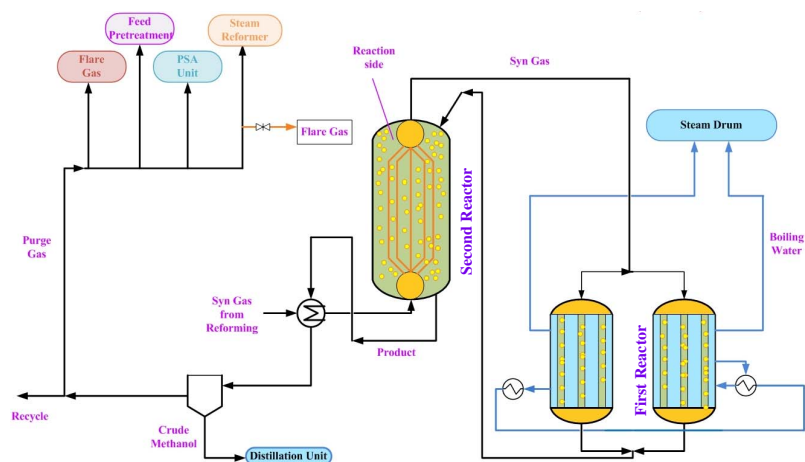 Feed
Pretreatment
Steam
Reformer
Flare
Gas
PSA
Unit
Reaction
side
Syn Gas
Flare Gas
Steam Drum
Second Reactor
Purge
Gas
Boiling
Water
Syn Gas
from
Reforming
Product
First Reactor
Recycle
Crude
Methanol
Distillation Unit